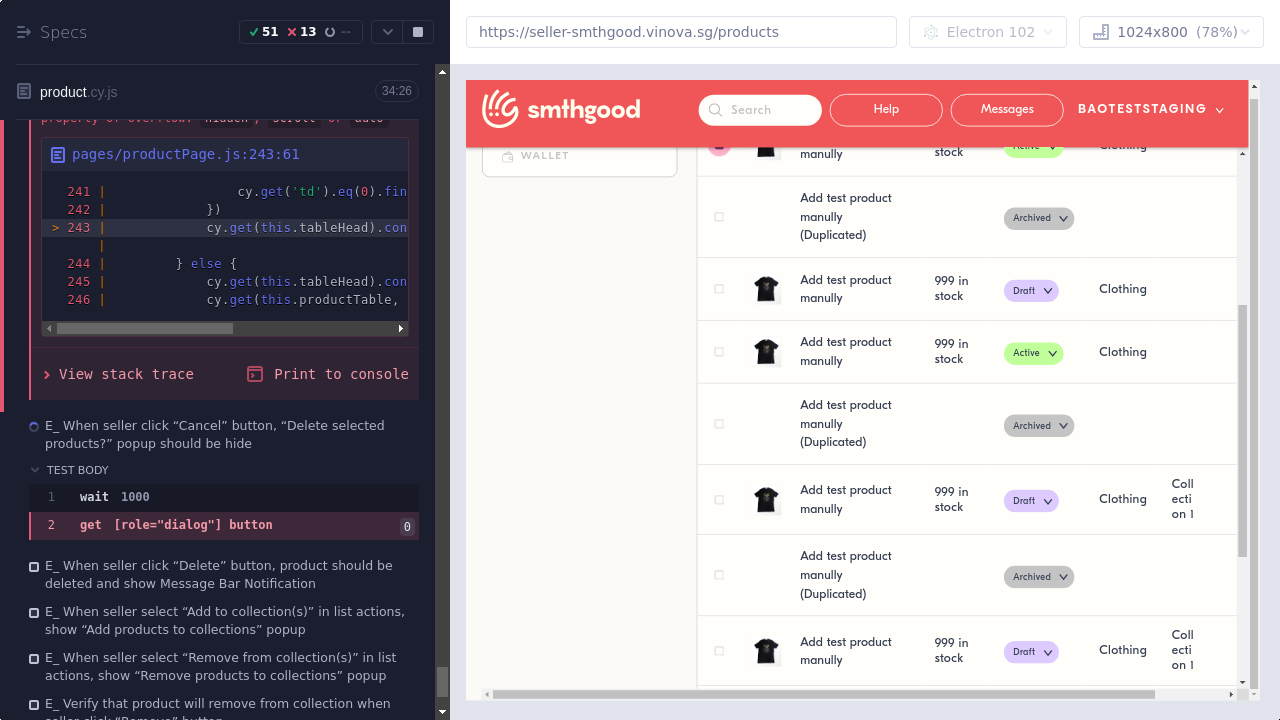 Specs
51
13
--
product.cy.js
34:26
property of overflow: hidden, scroll or auto
pages/productPage.js:243:61
241 | cy.get('td').eq(0).fin
242 | })
> 243 | cy.get(this.tableHead).con
|
244 | } else {
245 | cy.get(this.tableHead).con
246 | cy.get(this.productTable,
View stack trace
Print to console
E_ When seller click “Cancel” button, “Delete selected
products?” popup should be hide
TEST BODY
1 wait 1000
2 get [role="dialog"] button 0
E_ When seller click “Delete” button, product should be
deleted and show Message Bar Notification
E_ When seller select “Add to collection(s)” in list actions,
show “Add products to collections” popup
E_ When seller select “Remove from collection(s)” in list
actions, show “Remove products to collections” popup
E_ Verify that product will remove from collection when
seller click “Remove” button
https://seller-smthgood.vinova.sg/products
Electron 102
1024x800 (78%)
smthgood
Search
Help
Messages
BAOTESTSTAGING
WALLET
manully
stock
Active
Clothing
Add test product
manully
(Duplicated)
Archived
Add test product
manully
999 in
stock
Draft
Clothing
Add test product
manully
999 in
stock
Active
Clothing
Add test product
manully
(Duplicated)
Archived
Add test product
manully
999 in
stock
Draft
Clothing
Coll
ecti
on 1
Add test product
manully
(Duplicated)
Archived
Add test product
manully
999 in
stock
Draft
Clothing
Coll
ecti
on 1